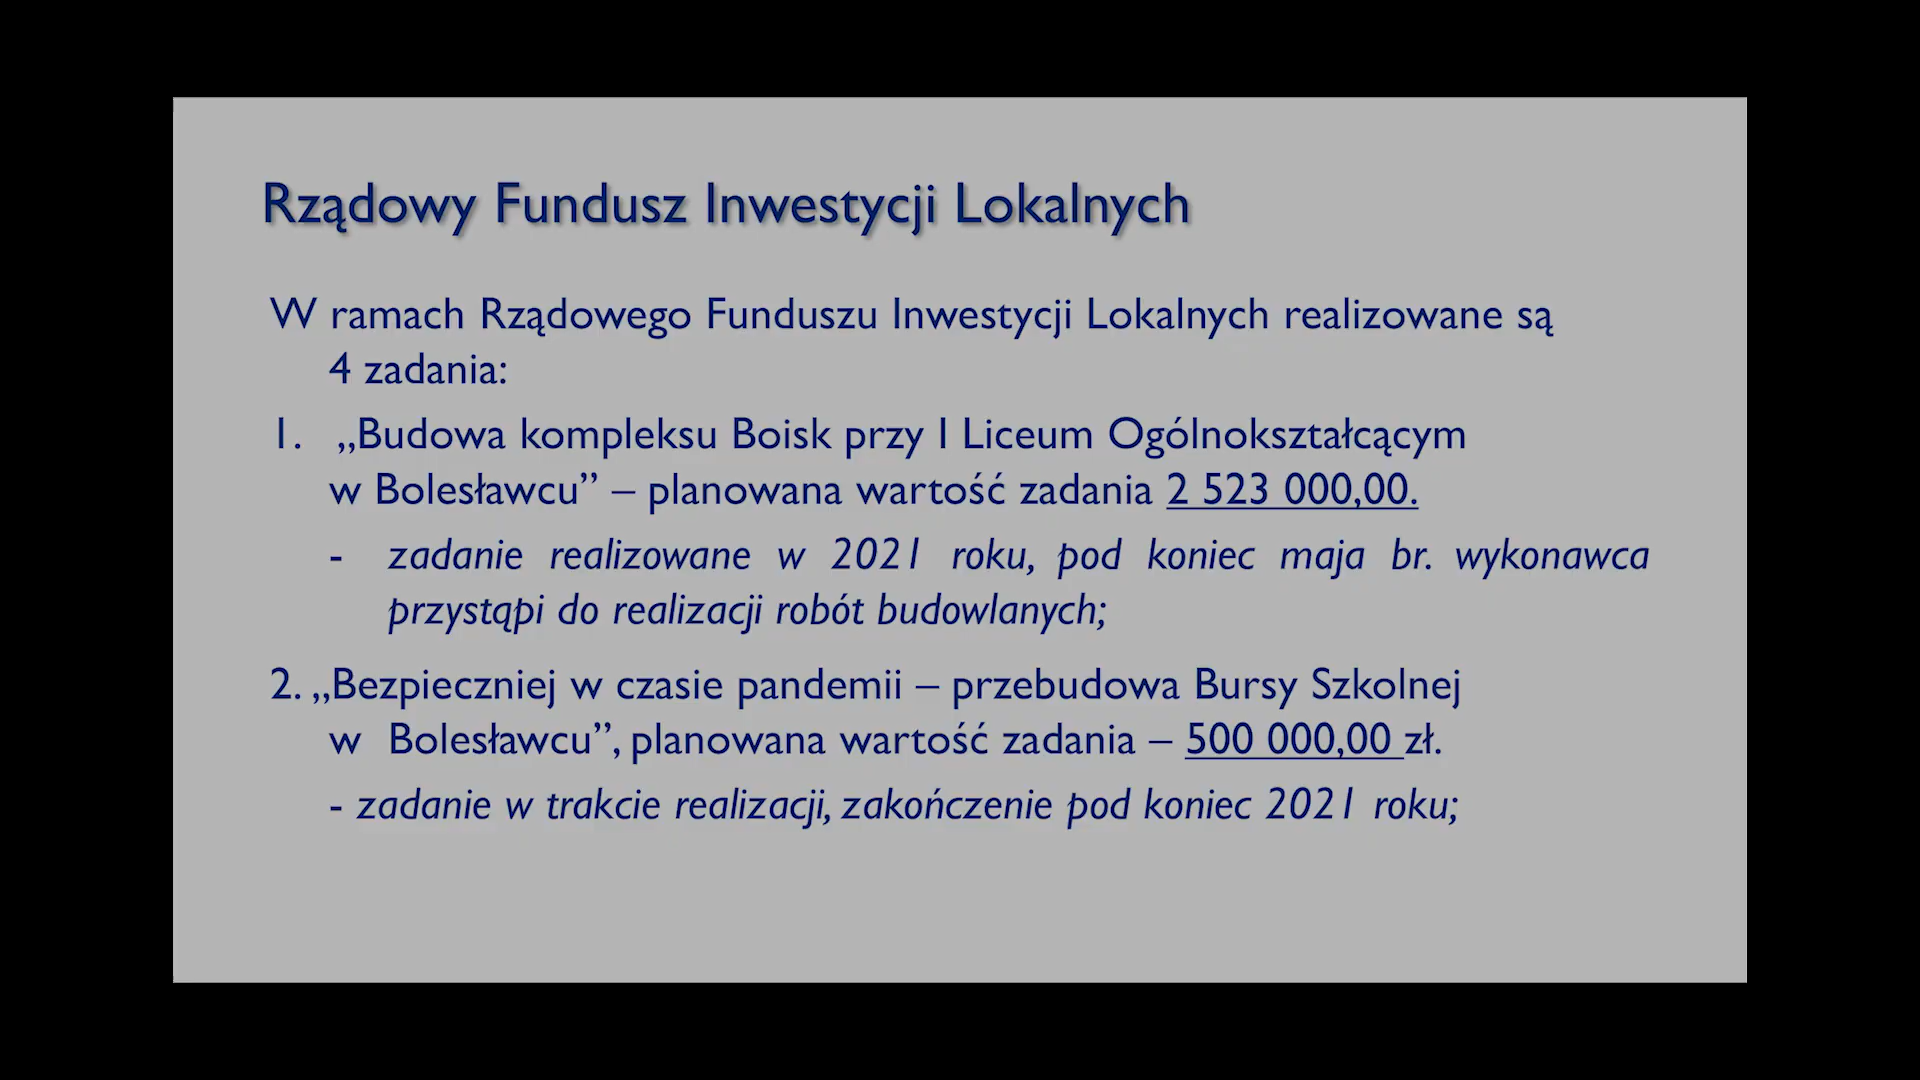 Rządowy Fundusz Inwestycji Lokalnych
W ramach Rządowego Funduszu Inwestycji Lokalnych realizowane są
4 zadania:
1. „Budowa kompleksu Boisk przy I Liceum Ogólnokształcącym
w Bolesławcu” – planowana wartość zadania 2 523 000,00.
- zadanie realizowane w 2021 roku, pod koniec maja br. wykonawca
przystąpi do realizacji robót budowlanych;
2. „Bezpieczniej w czasie pandemii – przebudowa Bursy Szkolnej
w Bolesławcu”, planowana wartość zadania – 500 000,00 zł.
- zadanie w trakcie realizacji, zakończenie pod koniec 2021 roku;